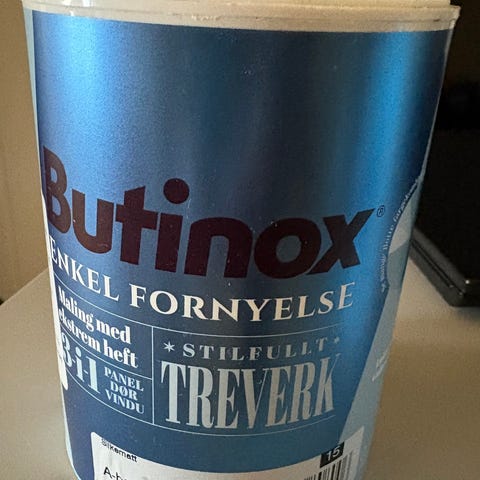 Butinox®
ENKEL FORNYELSE
Maling med
ekstrem heft
3-i-1
PANEL
DØR
VINDU
* STILFULLT *
TREVERK
Silkematt
15